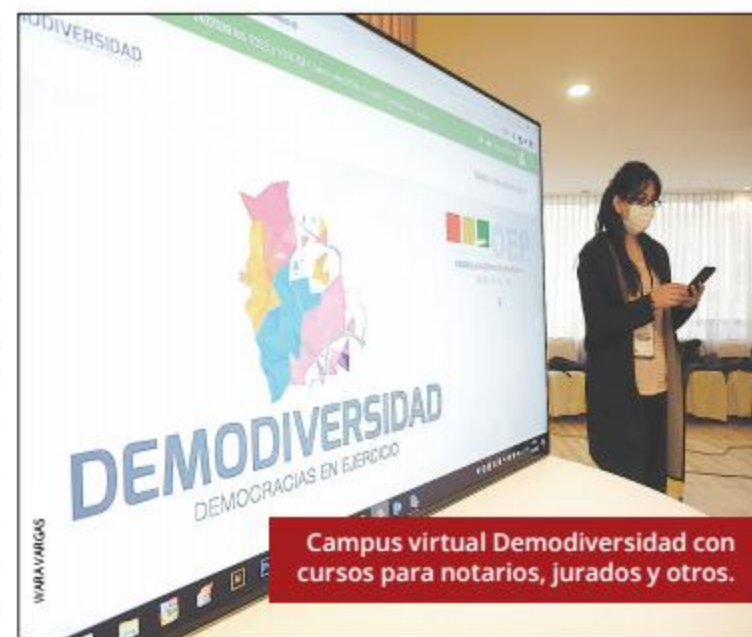 DIVERSIDAD
OEP
DEMODIVERSIDAD
DEMOCRACIAS EN EJERCICIO
WARA VARGAS
Campus virtual Demodiversidad con
cursos para notarios, jurados y otros.